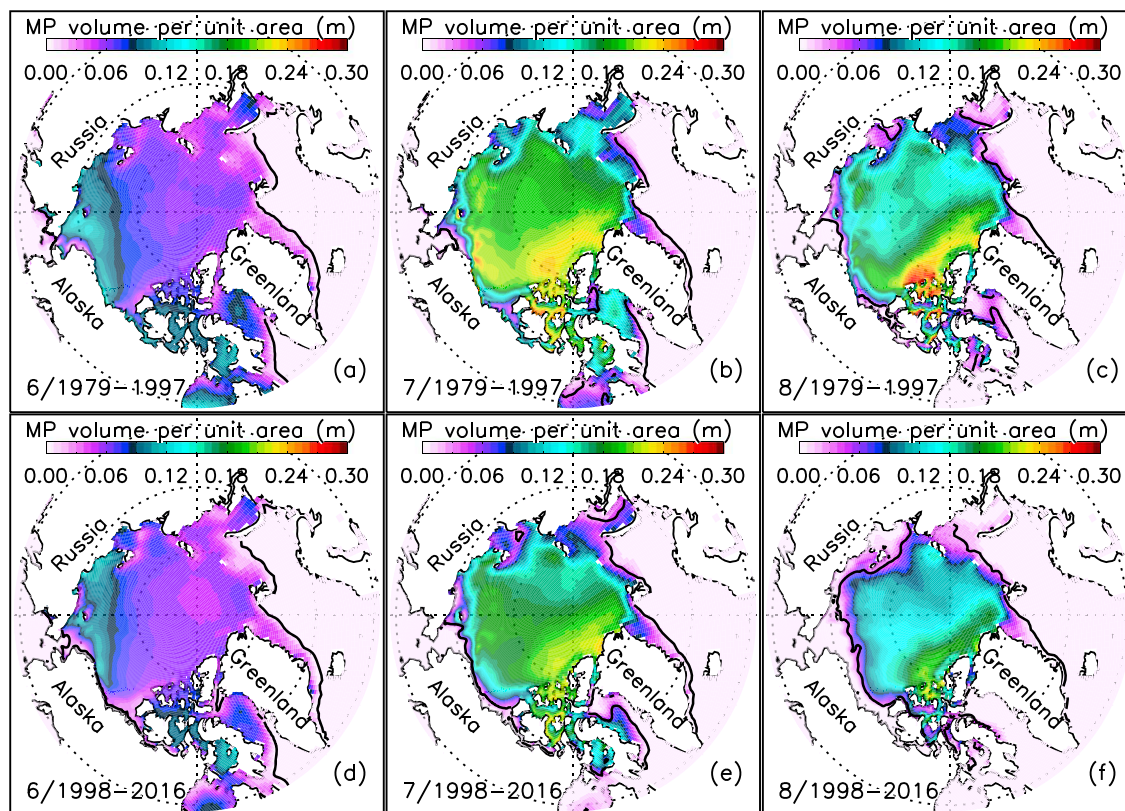 MP volume per unit area (m)
0.00 0.06 0.12 0.18 0.24 0.30
Russia
Alaska
Greenland
6/1979-1997
(a)
MP volume per unit area (m)
0.00 0.06 0.12 0.18 0.24 0.30
Russia
Alaska
Greenland
7/1979-1997
(b)
MP volume per unit area (m)
0.00 0.06 0.12 0.18 0.24 0.30
Russia
Alaska
Greenland
8/1979-1997
(c)
MP volume per unit area (m)
0.00 0.06 0.12 0.18 0.24 0.30
Russia
Alaska
Greenland
6/1998-2016
(d)
MP volume per unit area (m)
0.00 0.06 0.12 0.18 0.24 0.30
Russia
Alaska
Greenland
7/1998-2016
(e)
MP volume per unit area (m)
0.00 0.06 0.12 0.18 0.24 0.30
Russia
Alaska
Greenland
8/1998-2016
(f)